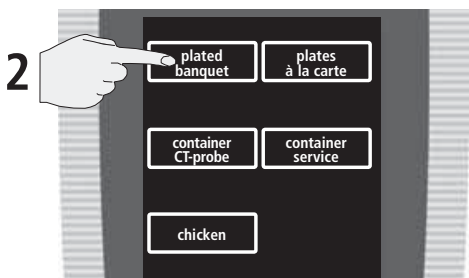 2
plated
banquet
plates
à la carte
container
CT-probe
container
service
chicken